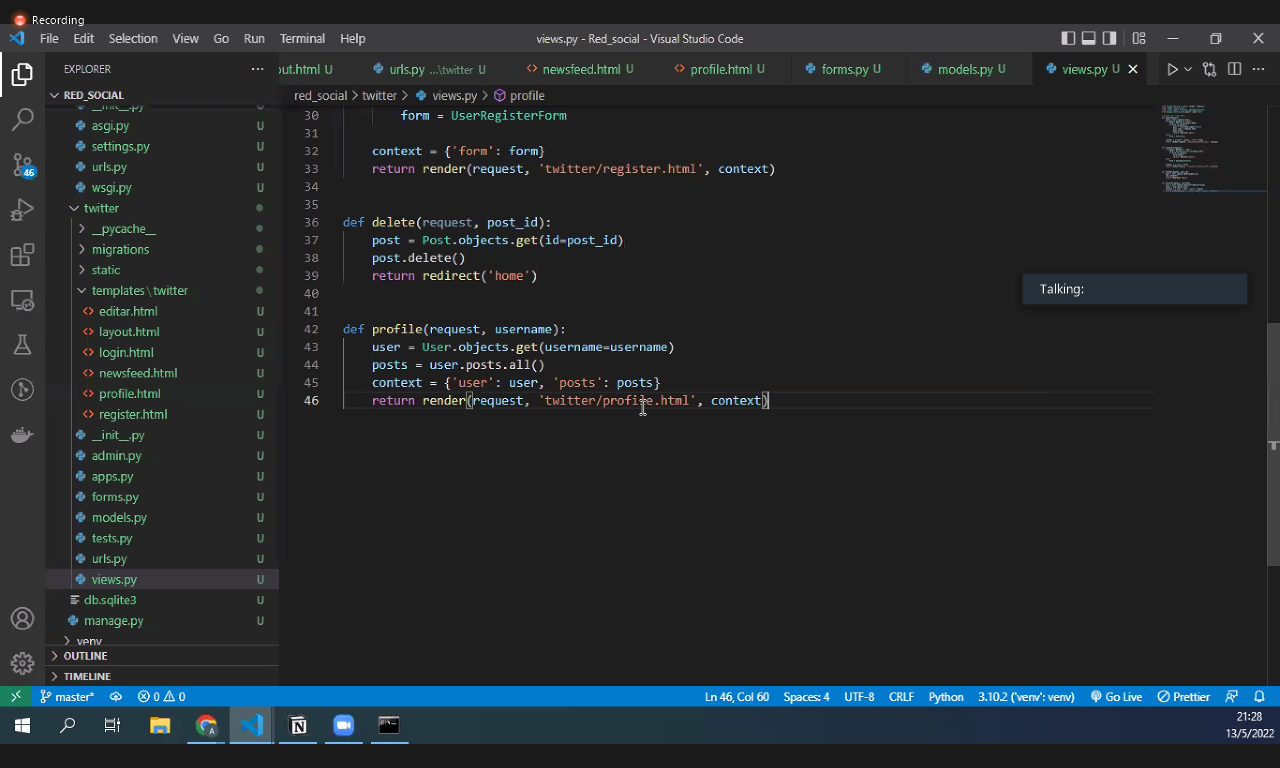 Recording
File Edit Selection View Go Run Terminal Help
views.py - Red_social - Visual Studio Code
EXPLORER
out.html U
urls.py ...\twitter U
newsfeed.html U
profile.html U
forms.py U
models.py U
views.py U
RED_SOCIAL
red_social > twitter > views.py > profile
__init__.py U
asgi.py U
settings.py U
urls.py U
wsgi.py U
twitter
__pycache__
migrations
static
templates\twitter
editar.html U
layout.html U
login.html U
newsfeed.html U
profile.html U
register.html U
__init__.py U
admin.py U
apps.py U
forms.py U
models.py U
tests.py U
urls.py U
views.py U
db.sqlite3 U
manage.py U
venv
OUTLINE
TIMELINE
46
30 form = UserRegisterForm
31
32 context = {'form': form}
33 return render(request, 'twitter/register.html', context)
34
35
36 def delete(request, post_id):
37 post = Post.objects.get(id=post_id)
38 post.delete()
39 return redirect('home')
40
41
42 def profile(request, username):
43 user = User.objects.get(username=username)
44 posts = user.posts.all()
45 context = {'user': user, 'posts': posts}
46 return render(request, 'twitter/profile.html', context)
Talking:
master* 0 0
Ln 46, Col 60 Spaces: 4 UTF-8 CRLF Python 3.10.2 ('venv': venv) Go Live Prettier
21:28
13/5/2022